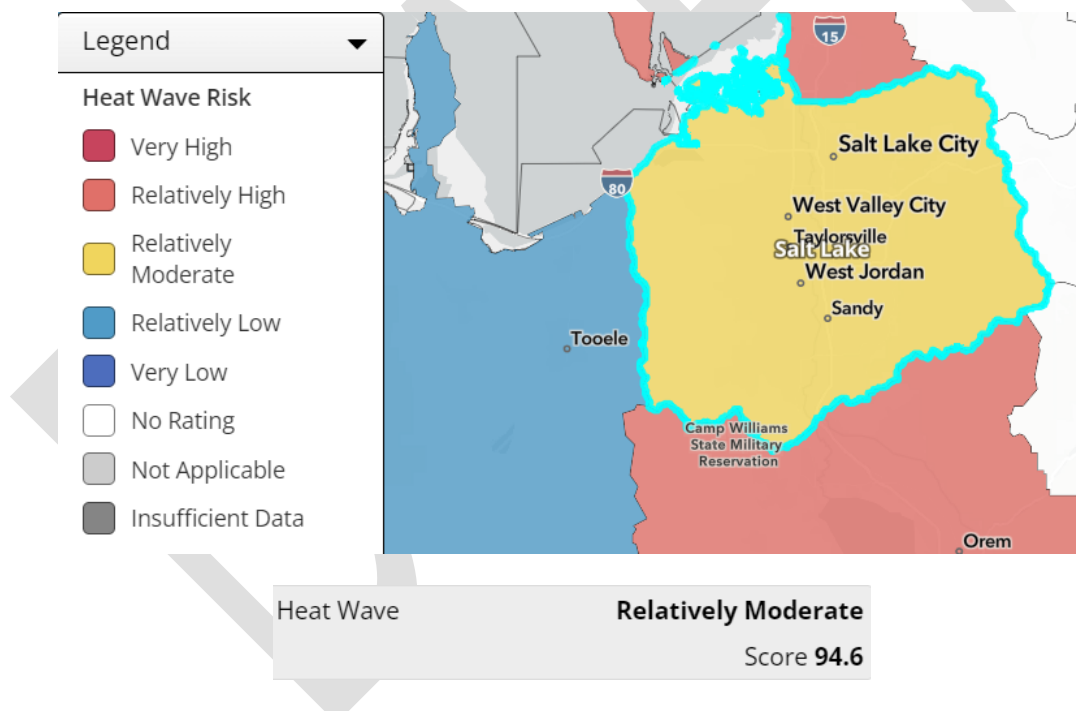 Legend
Heat Wave Risk
Very High
Relatively High
Relatively
Moderate
Relatively Low
Very Low
No Rating
Not Applicable
Insufficient Data
15
Salt Lake City
80
West Valley City
Taylorsville
Salt Lake
West Jordan
Sandy
Tooele
Camp Williams
State Military
Reservation
Orem
Heat Wave Relatively Moderate
Score 94.6